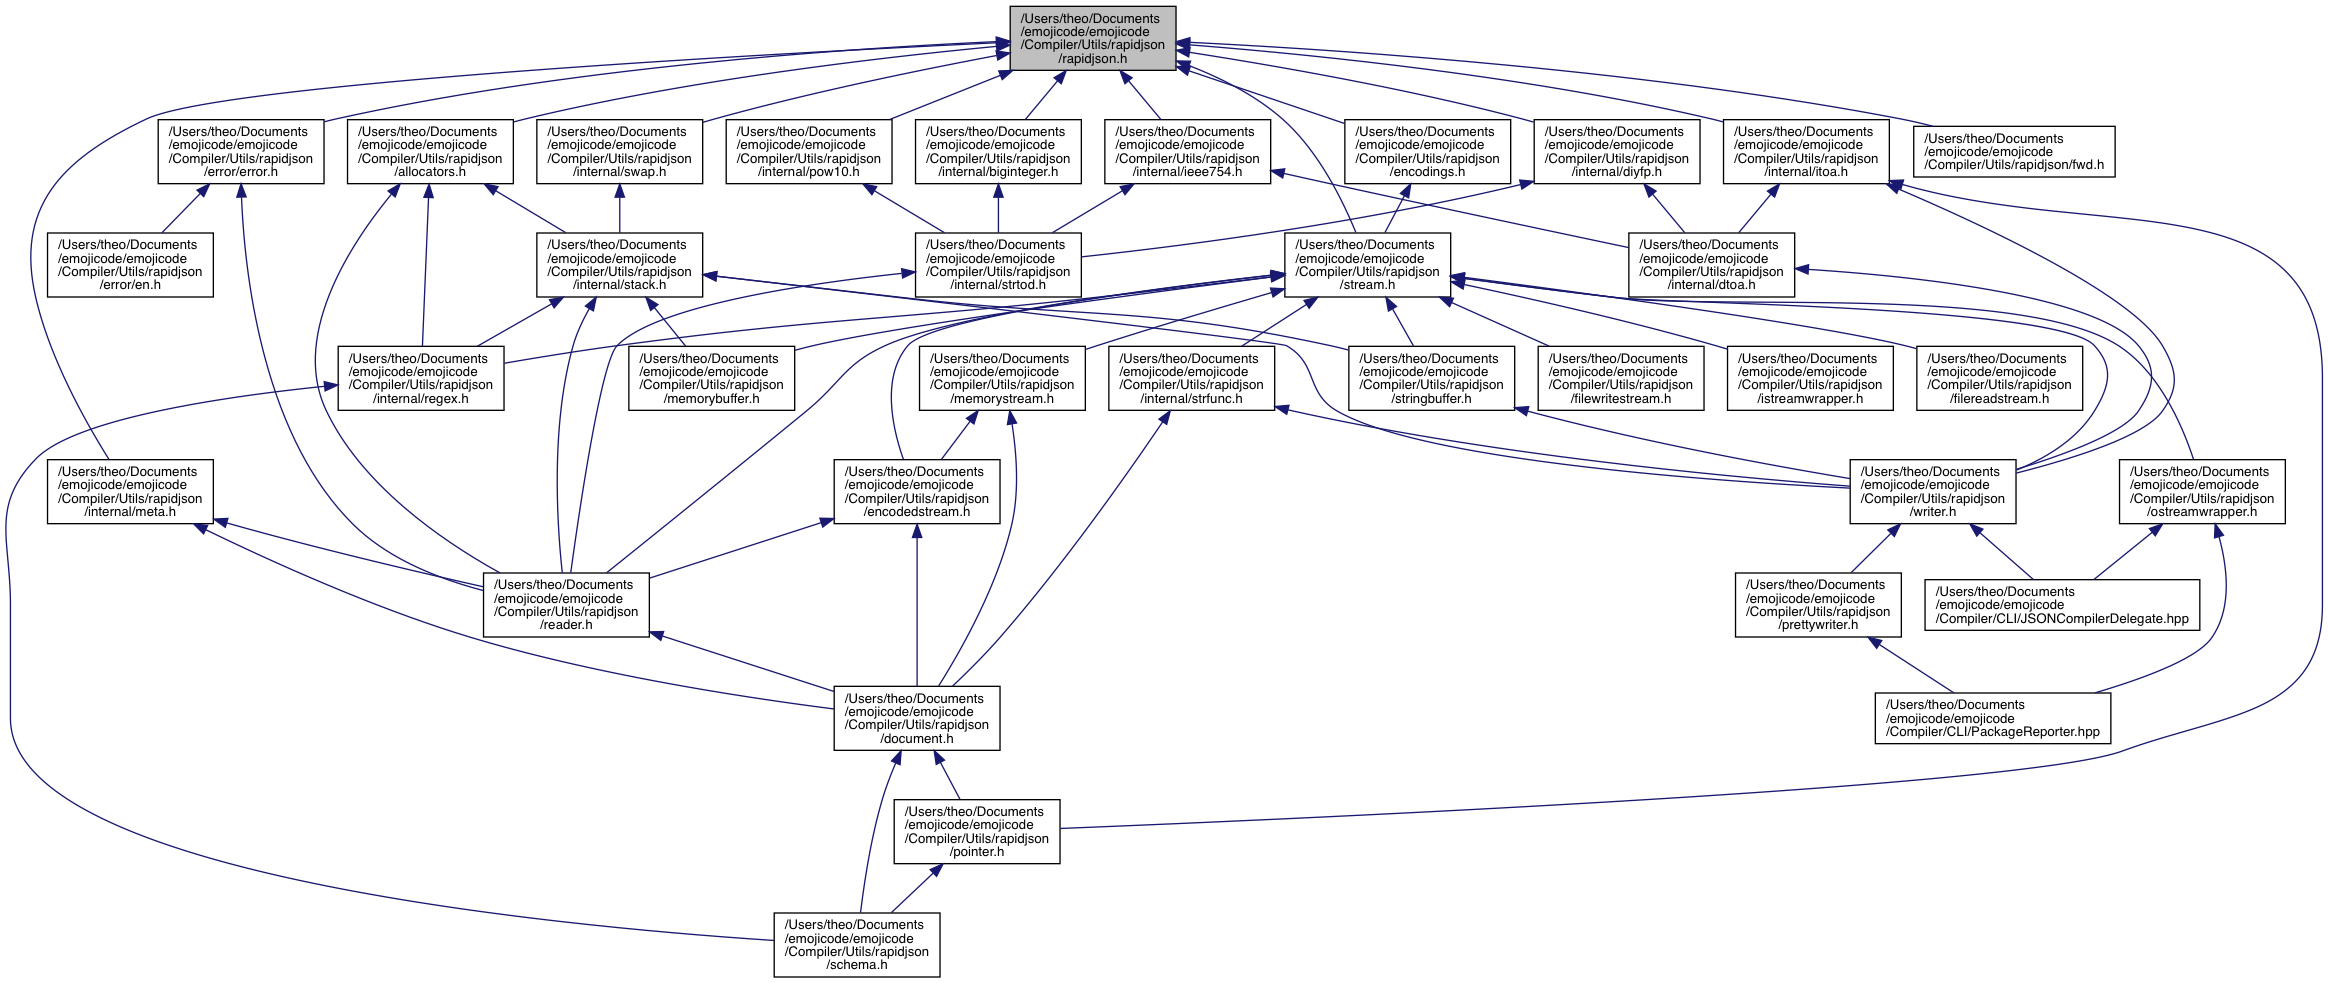 /Users/theo/Documents
/emojicode/emojicode
/Compiler/Utils/rapidjson
/rapidjson.h
/Users/theo/Documents
/emojicode/emojicode
/Compiler/Utils/rapidjson
/error/error.h
/Users/theo/Documents
/emojicode/emojicode
/Compiler/Utils/rapidjson
/allocators.h
/Users/theo/Documents
/emojicode/emojicode
/Compiler/Utils/rapidjson
/internal/swap.h
/Users/theo/Documents
/emojicode/emojicode
/Compiler/Utils/rapidjson
/internal/pow10.h
/Users/theo/Documents
/emojicode/emojicode
/Compiler/Utils/rapidjson
/internal/biginteger.h
/Users/theo/Documents
/emojicode/emojicode
/Compiler/Utils/rapidjson
/internal/ieee754.h
/Users/theo/Documents
/emojicode/emojicode
/Compiler/Utils/rapidjson
/encodings.h
/Users/theo/Documents
/emojicode/emojicode
/Compiler/Utils/rapidjson
/internal/diyfp.h
/Users/theo/Documents
/emojicode/emojicode
/Compiler/Utils/rapidjson
/internal/itoa.h
/Users/theo/Documents
/emojicode/emojicode
/Compiler/Utils/rapidjson/fwd.h
/Users/theo/Documents
/emojicode/emojicode
/Compiler/Utils/rapidjson
/error/en.h
/Users/theo/Documents
/emojicode/emojicode
/Compiler/Utils/rapidjson
/internal/stack.h
/Users/theo/Documents
/emojicode/emojicode
/Compiler/Utils/rapidjson
/internal/strtod.h
/Users/theo/Documents
/emojicode/emojicode
/Compiler/Utils/rapidjson
/stream.h
/Users/theo/Documents
/emojicode/emojicode
/Compiler/Utils/rapidjson
/internal/dtoa.h
/Users/theo/Documents
/emojicode/emojicode
/Compiler/Utils/rapidjson
/internal/regex.h
/Users/theo/Documents
/emojicode/emojicode
/Compiler/Utils/rapidjson
/memorybuffer.h
/Users/theo/Documents
/emojicode/emojicode
/Compiler/Utils/rapidjson
/memorystream.h
/Users/theo/Documents
/emojicode/emojicode
/Compiler/Utils/rapidjson
/internal/strfunc.h
/Users/theo/Documents
/emojicode/emojicode
/Compiler/Utils/rapidjson
/stringbuffer.h
/Users/theo/Documents
/emojicode/emojicode
/Compiler/Utils/rapidjson
/filewritestream.h
/Users/theo/Documents
/emojicode/emojicode
/Compiler/Utils/rapidjson
/istreamwrapper.h
/Users/theo/Documents
/emojicode/emojicode
/Compiler/Utils/rapidjson
/filereadstream.h
/Users/theo/Documents
/emojicode/emojicode
/Compiler/Utils/rapidjson
/internal/meta.h
/Users/theo/Documents
/emojicode/emojicode
/Compiler/Utils/rapidjson
/encodedstream.h
/Users/theo/Documents
/emojicode/emojicode
/Compiler/Utils/rapidjson
/writer.h
/Users/theo/Documents
/emojicode/emojicode
/Compiler/Utils/rapidjson
/ostreamwrapper.h
/Users/theo/Documents
/emojicode/emojicode
/Compiler/Utils/rapidjson
/reader.h
/Users/theo/Documents
/emojicode/emojicode
/Compiler/Utils/rapidjson
/prettywriter.h
/Users/theo/Documents
/emojicode/emojicode
/Compiler/CLI/JSONCompilerDelegate.hpp
/Users/theo/Documents
/emojicode/emojicode
/Compiler/Utils/rapidjson
/document.h
/Users/theo/Documents
/emojicode/emojicode
/Compiler/CLI/PackageReporter.hpp
/Users/theo/Documents
/emojicode/emojicode
/Compiler/Utils/rapidjson
/pointer.h
/Users/theo/Documents
/emojicode/emojicode
/Compiler/Utils/rapidjson
/schema.h